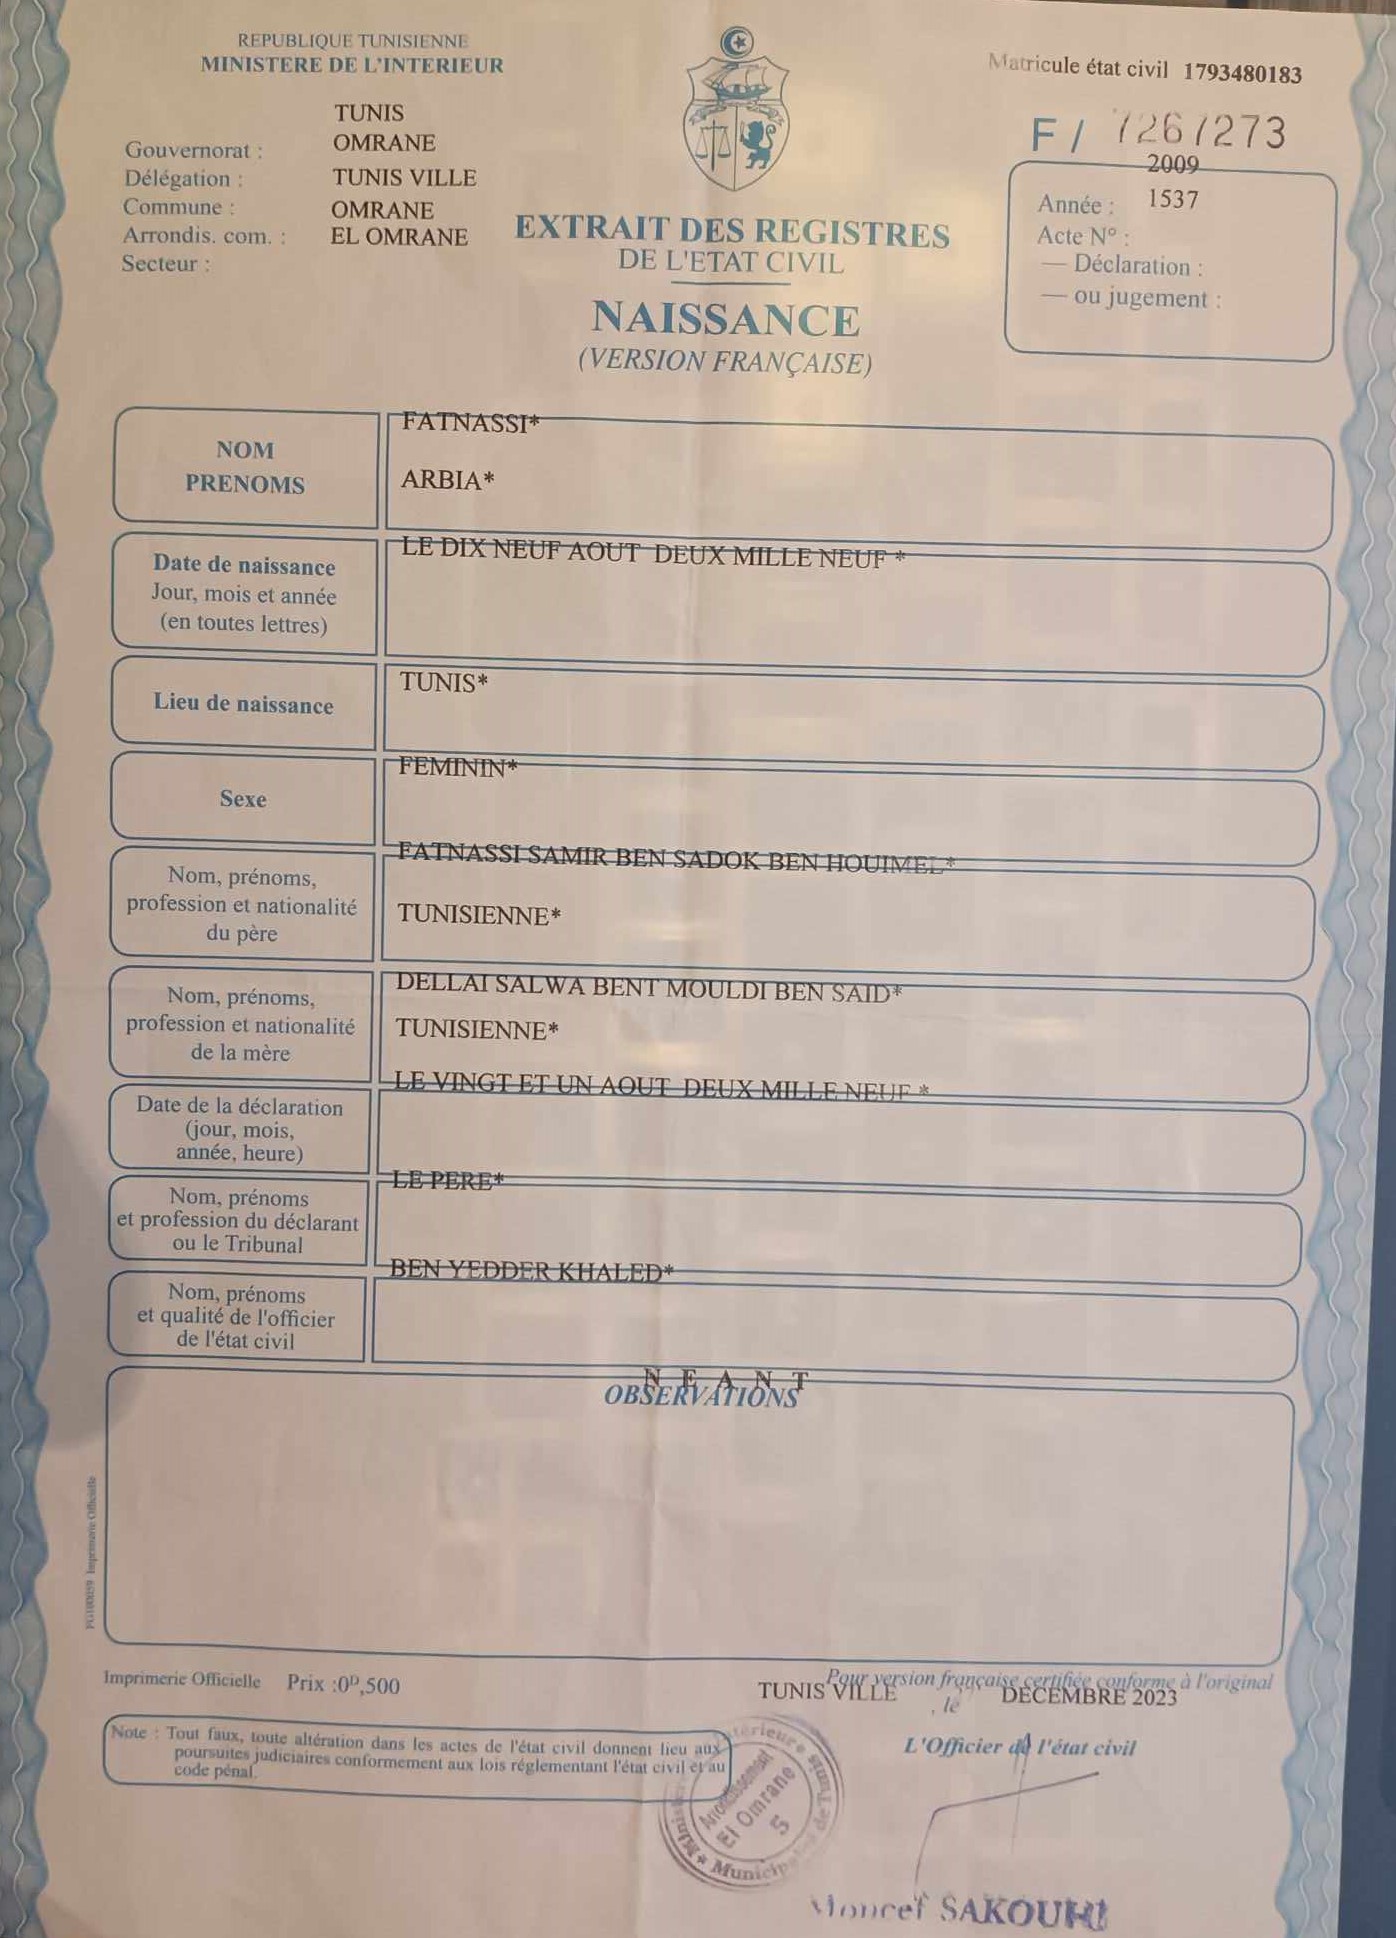 REPUBLIQUE TUNISIENNE
MINISTERE DE L'INTERIEUR
Matricule état civil 1793480183
F / 7267273
TUNIS
Gouvernorat : OMRANE
Délégation : TUNIS VILLE
Commune : OMRANE
Arrondis. com. : EL OMRANE
Secteur :
2009
Année : 1537
Acte N° :
— Déclaration :
— ou jugement :
EXTRAIT DES REGISTRES
DE L'ETAT CIVIL
NAISSANCE
(VERSION FRANÇAISE)
NOM
PRENOMS
FATNASSI*
ARBIA*
Date de naissance
Jour, mois et année
(en toutes lettres)
LE DIX NEUF AOUT DEUX MILLE NEUF *
Lieu de naissance
TUNIS*
Sexe
FEMININ*
Nom, prénoms,
profession et nationalité
du père
FATNASSI SAMIR BEN SADOK BEN HOUIMEL*
TUNISIENNE*
Nom, prénoms,
profession et nationalité
de la mère
DELLAI SALWA BENT MOULDI BEN SAID*
TUNISIENNE*
Date de la déclaration
(jour, mois,
année, heure)
LE VINGT ET UN AOUT DEUX MILLE NEUF *
Nom, prénoms
et profession du déclarant
ou le Tribunal
LE PERE*
Nom, prénoms
et qualité de l'officier
de l'état civil
BEN YEDDER KHALED*
N E A N T
OBSERVATIONS
FG100059 Imprimerie Officielle
Imprimerie Officielle Prix :0ᴰ,500
Pour version française certifiée conforme à l'original
TUNIS VILLE , le DECEMBRE 2023
Note : Tout faux, toute altération dans les actes de l'état civil donnent lieu aux
poursuites judiciaires conformement aux lois réglementant l'état civil et au
code pénal.
L'Officier de l'état civil
Arrondissement
El Omrane
5
Moncef SAKOUHI